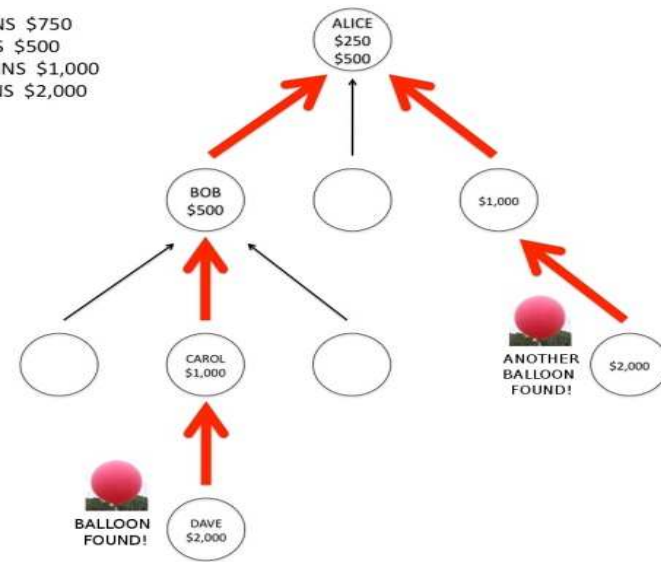 NS $750
S $500
NS $1,000
NS $2,000
ALICE
$250
$500
BOB
$500
$1,000
CAROL
$1,000
ANOTHER
BALLOON
FOUND!
$2,000
BALLOON
FOUND!
DAVE
$2,000